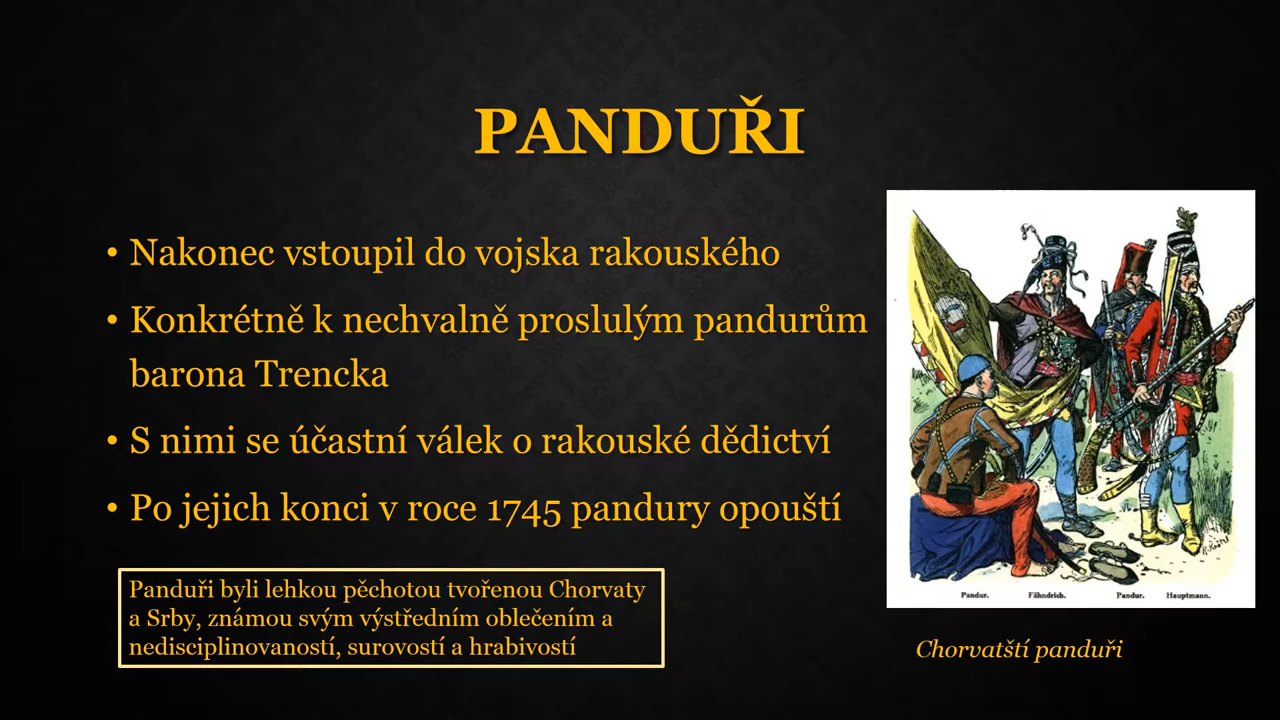 PANDUŘI
• Nakonec vstoupil do vojska rakouského
• Konkrétně k nechvalně proslulým pandurům
barona Trencka
• S nimi se účastní válek o rakouské dědictví
• Po jejich konci v roce 1745 pandury opouští
Panduři byli lehkou pěchotou tvořenou Chorvaty
a Srby, známou svým výstředním oblečením a
nedisciplinovaností, surovostí a hrabivostí
Pandur. Fähndrich. Pandur. Hauptmann.
Chorvatští panduři